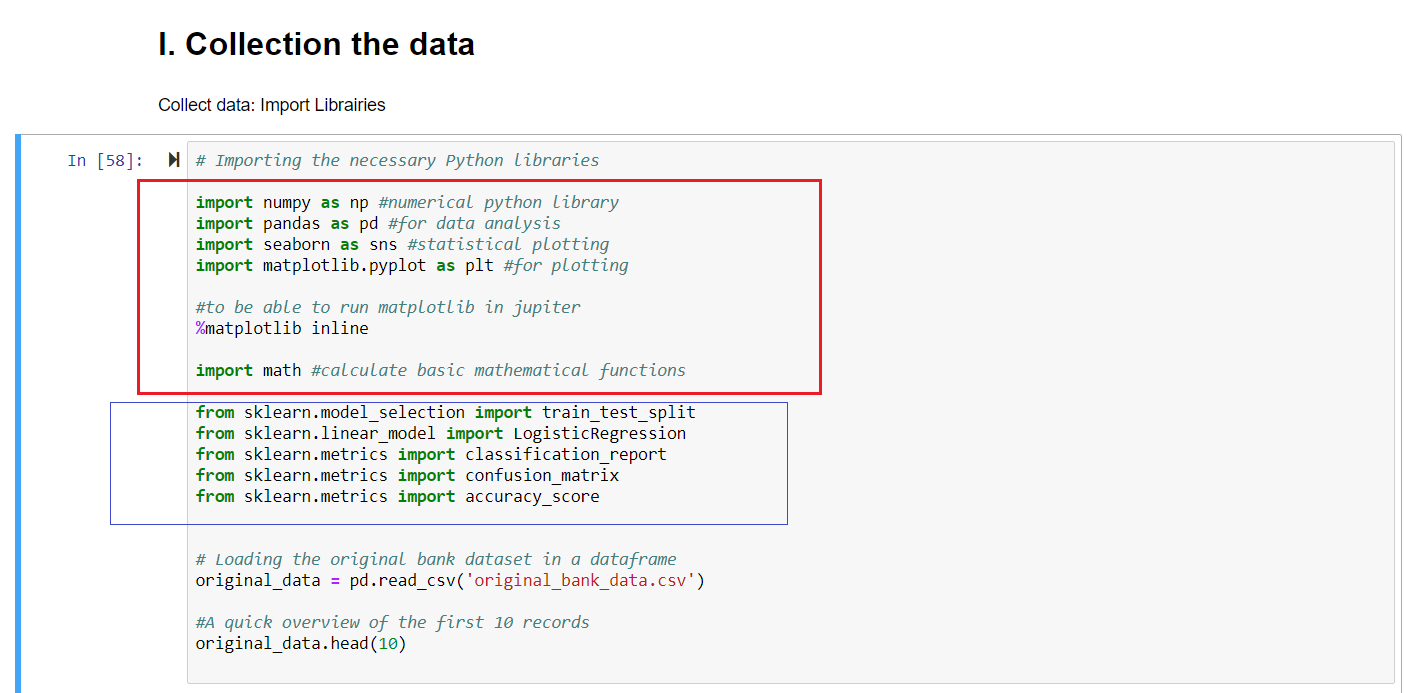 I. Collection the data
Collect data: Import Librairies
In [58]:
# Importing the necessary Python libraries
import numpy as np #numerical python library
import pandas as pd #for data analysis
import seaborn as sns #statistical plotting
import matplotlib.pyplot as plt #for plotting
#to be able to run matplotlib in jupiter
%matplotlib inline
import math #calculate basic mathematical functions
from sklearn.model_selection import train_test_split
from sklearn.linear_model import LogisticRegression
from sklearn.metrics import classification_report
from sklearn.metrics import confusion_matrix
from sklearn.metrics import accuracy_score
# Loading the original bank dataset in a dataframe
original_data = pd.read_csv('original_bank_data.csv')
#A quick overview of the first 10 records
original_data.head(10)